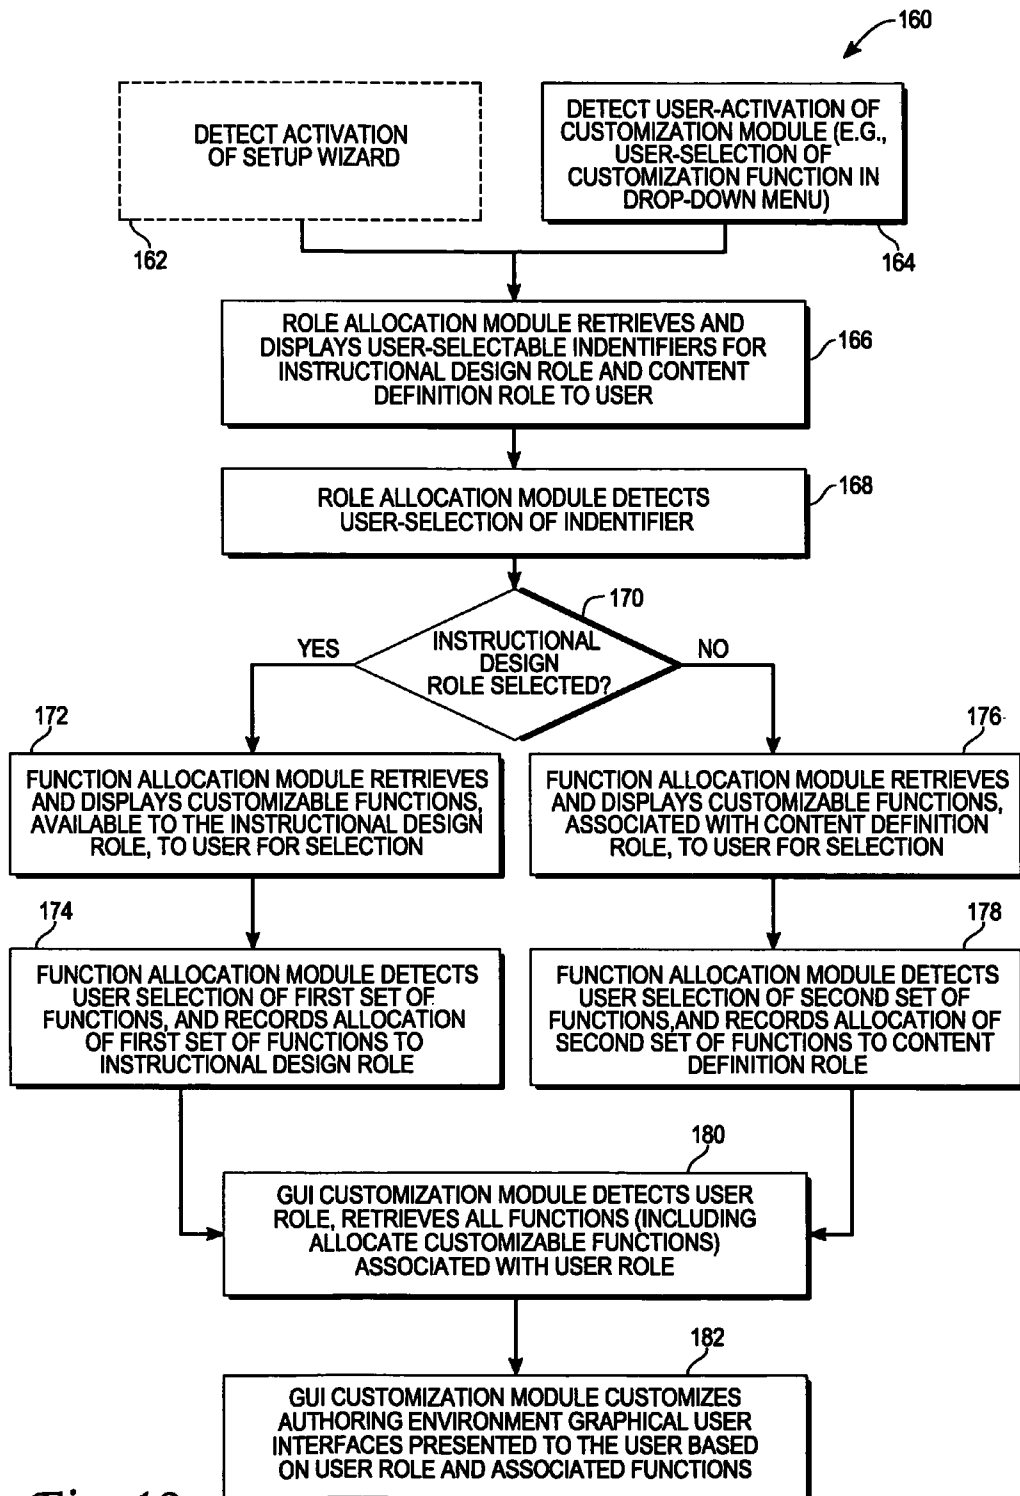 160
DETECT ACTIVATION
OF SETUP WIZARD
162
DETECT USER-ACTIVATION OF
CUSTOMIZATION MODULE (E.G.,
USER-SELECTION OF
CUSTOMIZATION FUNCTION IN
DROP-DOWN MENU)
164
ROLE ALLOCATION MODULE RETRIEVES AND
DISPLAYS USER-SELECTABLE INDENTIFIERS FOR
INSTRUCTIONAL DESIGN ROLE AND CONTENT
DEFINITION ROLE TO USER
166
ROLE ALLOCATION MODULE DETECTS
USER-SELECTION OF INDENTIFIER
168
170
INSTRUCTIONAL
DESIGN
ROLE SELECTED?
YES
NO
172
FUNCTION ALLOCATION MODULE RETRIEVES
AND DISPLAYS CUSTOMIZABLE FUNCTIONS,
AVAILABLE TO THE INSTRUCTIONAL DESIGN
ROLE, TO USER FOR SELECTION
176
FUNCTION ALLOCATION MODULE RETRIEVES
AND DISPLAYS CUSTOMIZABLE FUNCTIONS,
ASSOCIATED WITH CONTENT DEFINITION
ROLE, TO USER FOR SELECTION
174
FUNCTION ALLOCATION MODULE DETECTS
USER SELECTION OF FIRST SET OF
FUNCTIONS, AND RECORDS ALLOCATION
OF FIRST SET OF FUNCTIONS TO
INSTRUCTIONAL DESIGN ROLE
178
FUNCTION ALLOCATION MODULE DETECTS
USER SELECTION OF SECOND SET OF
FUNCTIONS,AND RECORDS ALLOCATION OF
SECOND SET OF FUNCTIONS TO CONTENT
DEFINITION ROLE
180
GUI CUSTOMIZATION MODULE DETECTS USER
ROLE, RETRIEVES ALL FUNCTIONS (INCLUDING
ALLOCATE CUSTOMIZABLE FUNCTIONS)
ASSOCIATED WITH USER ROLE
182
GUI CUSTOMIZATION MODULE CUSTOMIZES
AUTHORING ENVIRONMENT GRAPHICAL USER
INTERFACES PRESENTED TO THE USER BASED
ON USER ROLE AND ASSOCIATED FUNCTIONS